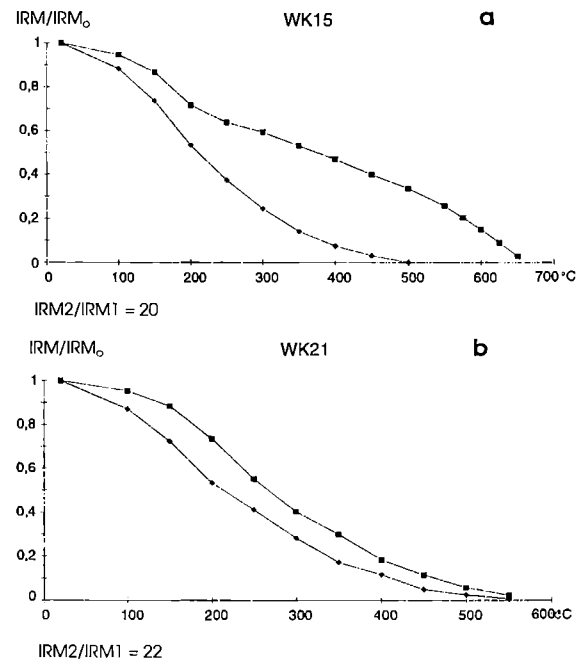 IRM/IRMo WK15 a
1
0,8
0,6
0,4
0,2
0
0 100 200 300 400 500 600 700 °C
IRM2/IRM1 = 20
IRM/IRMo WK21 b
1
0,8
0,6
0,4
0,2
0
0 100 200 300 400 500 600°C
IRM2/IRM1 = 22